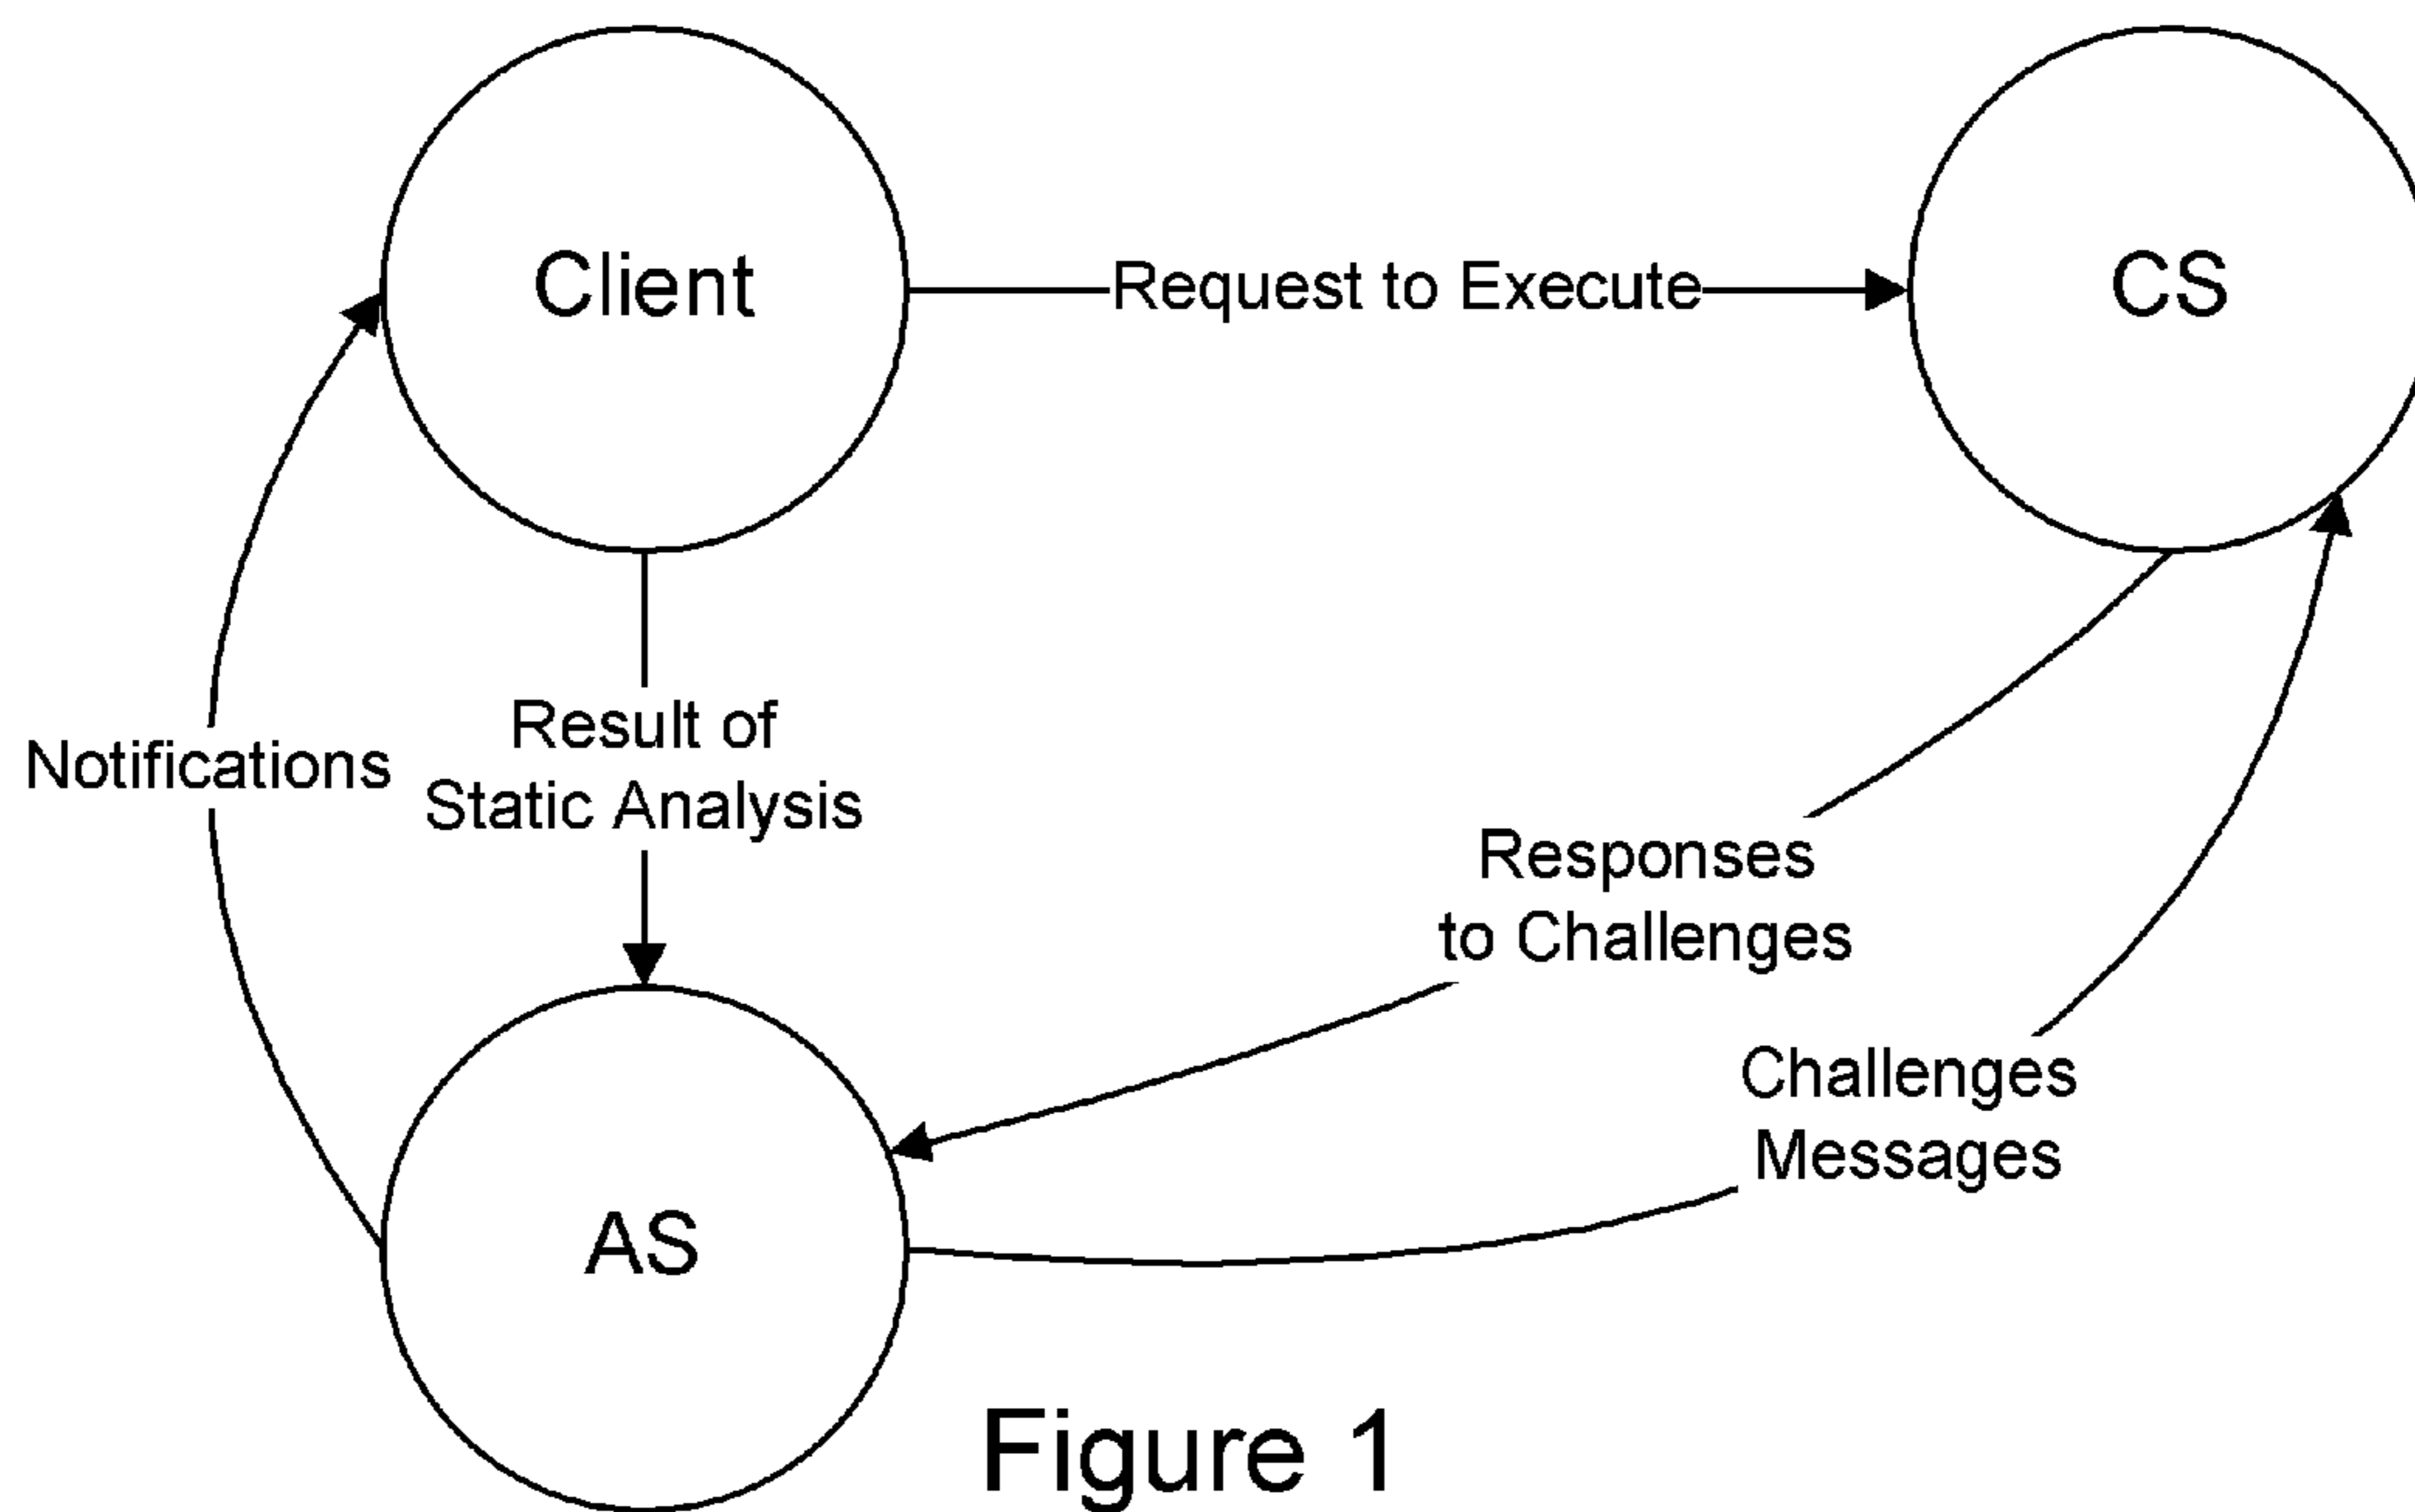 Client
Request to Execute
CS
Notifications
Result of
Static Analysis
Responses
to Challenges
Challenges
Messages
AS
Figure 1